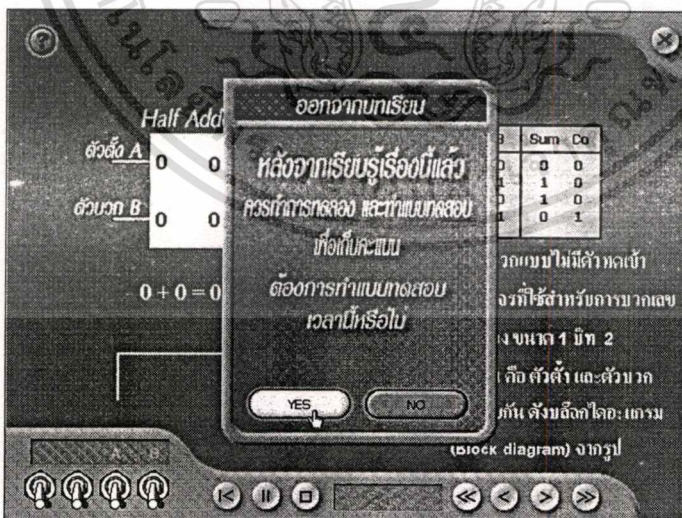 ?
×
ออกจากบทเรียน
หลังจากเรียนรู้เรื่องนี้แล้ว
ควรทำการทดลอง และทำแบบทดสอบ
เพื่อเก็บคะแนน
ต้องการทำแบบทดสอบ
เวลานี้หรือไม่
YES
NO
Half Add
ตัวตั้ง A 0 0
ตัวบวก B 0 0
0 + 0 = 0
B Sum Co
0 0 0
1 1 0
0 1 0
1 0 1
วกแบบไม่มีตัวทดเข้า
จรที่ใช้สำหรับการบวกเลข
ง ขนาด 1 บิท 2
คือ ตัวตั้ง และตัวบวก
กัน ดังบล็อกไดอะแกรม
(Block diagram) จากรูป
A B